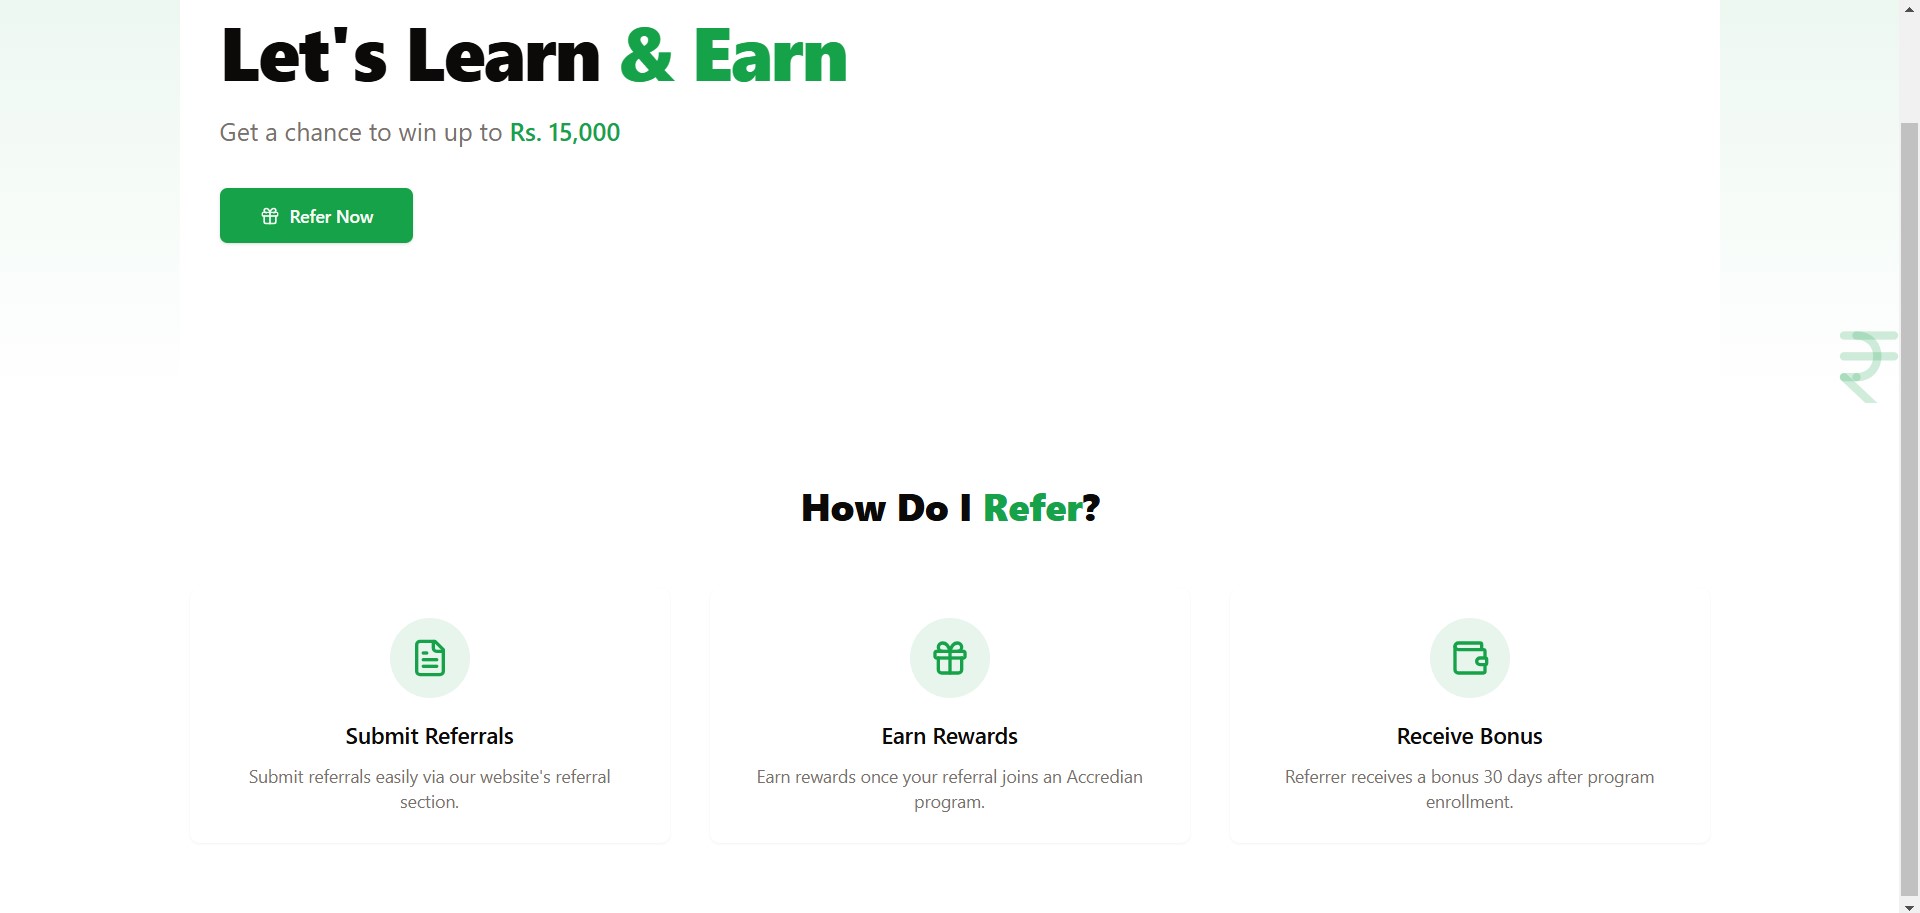 Let's Learn & Earn
Get a chance to win up to Rs. 15,000
Refer Now
How Do I Refer?
Submit Referrals
Submit referrals easily via our website's referral
section.
Earn Rewards
Earn rewards once your referral joins an Accredian
program.
Receive Bonus
Referrer receives a bonus 30 days after program
enrollment.